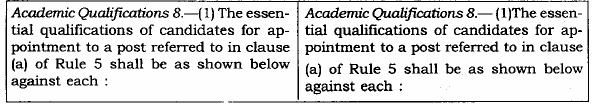 Academic Qualifications 8.—(1) The essen-
tial qualifications of candidates for ap-
pointment to a post referred to in clause
(a) of Rule 5 shall be as shown below
against each :
Academic Qualifications 8.— (1)The essen-
tial qualifications of candidates for ap-
pointment to a post referred to in clause
(a) of Rule 5 shall be as shown below
against each :